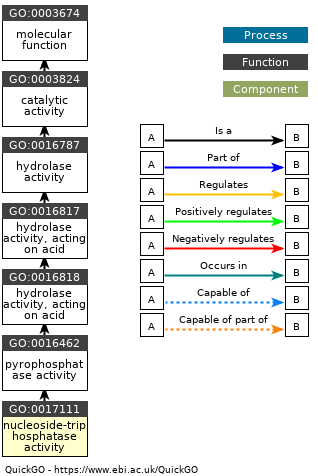 GO:0003674
molecular
function
GO:0003824
catalytic
activity
GO:0016787
hydrolase
activity
GO:0016817
hydrolase
activity, acting
on acid
GO:0016818
hydrolase
activity, acting
on acid
GO:0016462
pyrophosphat
ase activity
GO:0017111
nucleoside-trip
hosphatase
activity
Process
Function
Component
A Is a B
A Part of B
A Regulates B
A Positively regulates B
A Negatively regulates B
A Occurs in B
A Capable of B
A Capable of part of B
QuickGO - https://www.ebi.ac.uk/QuickGO